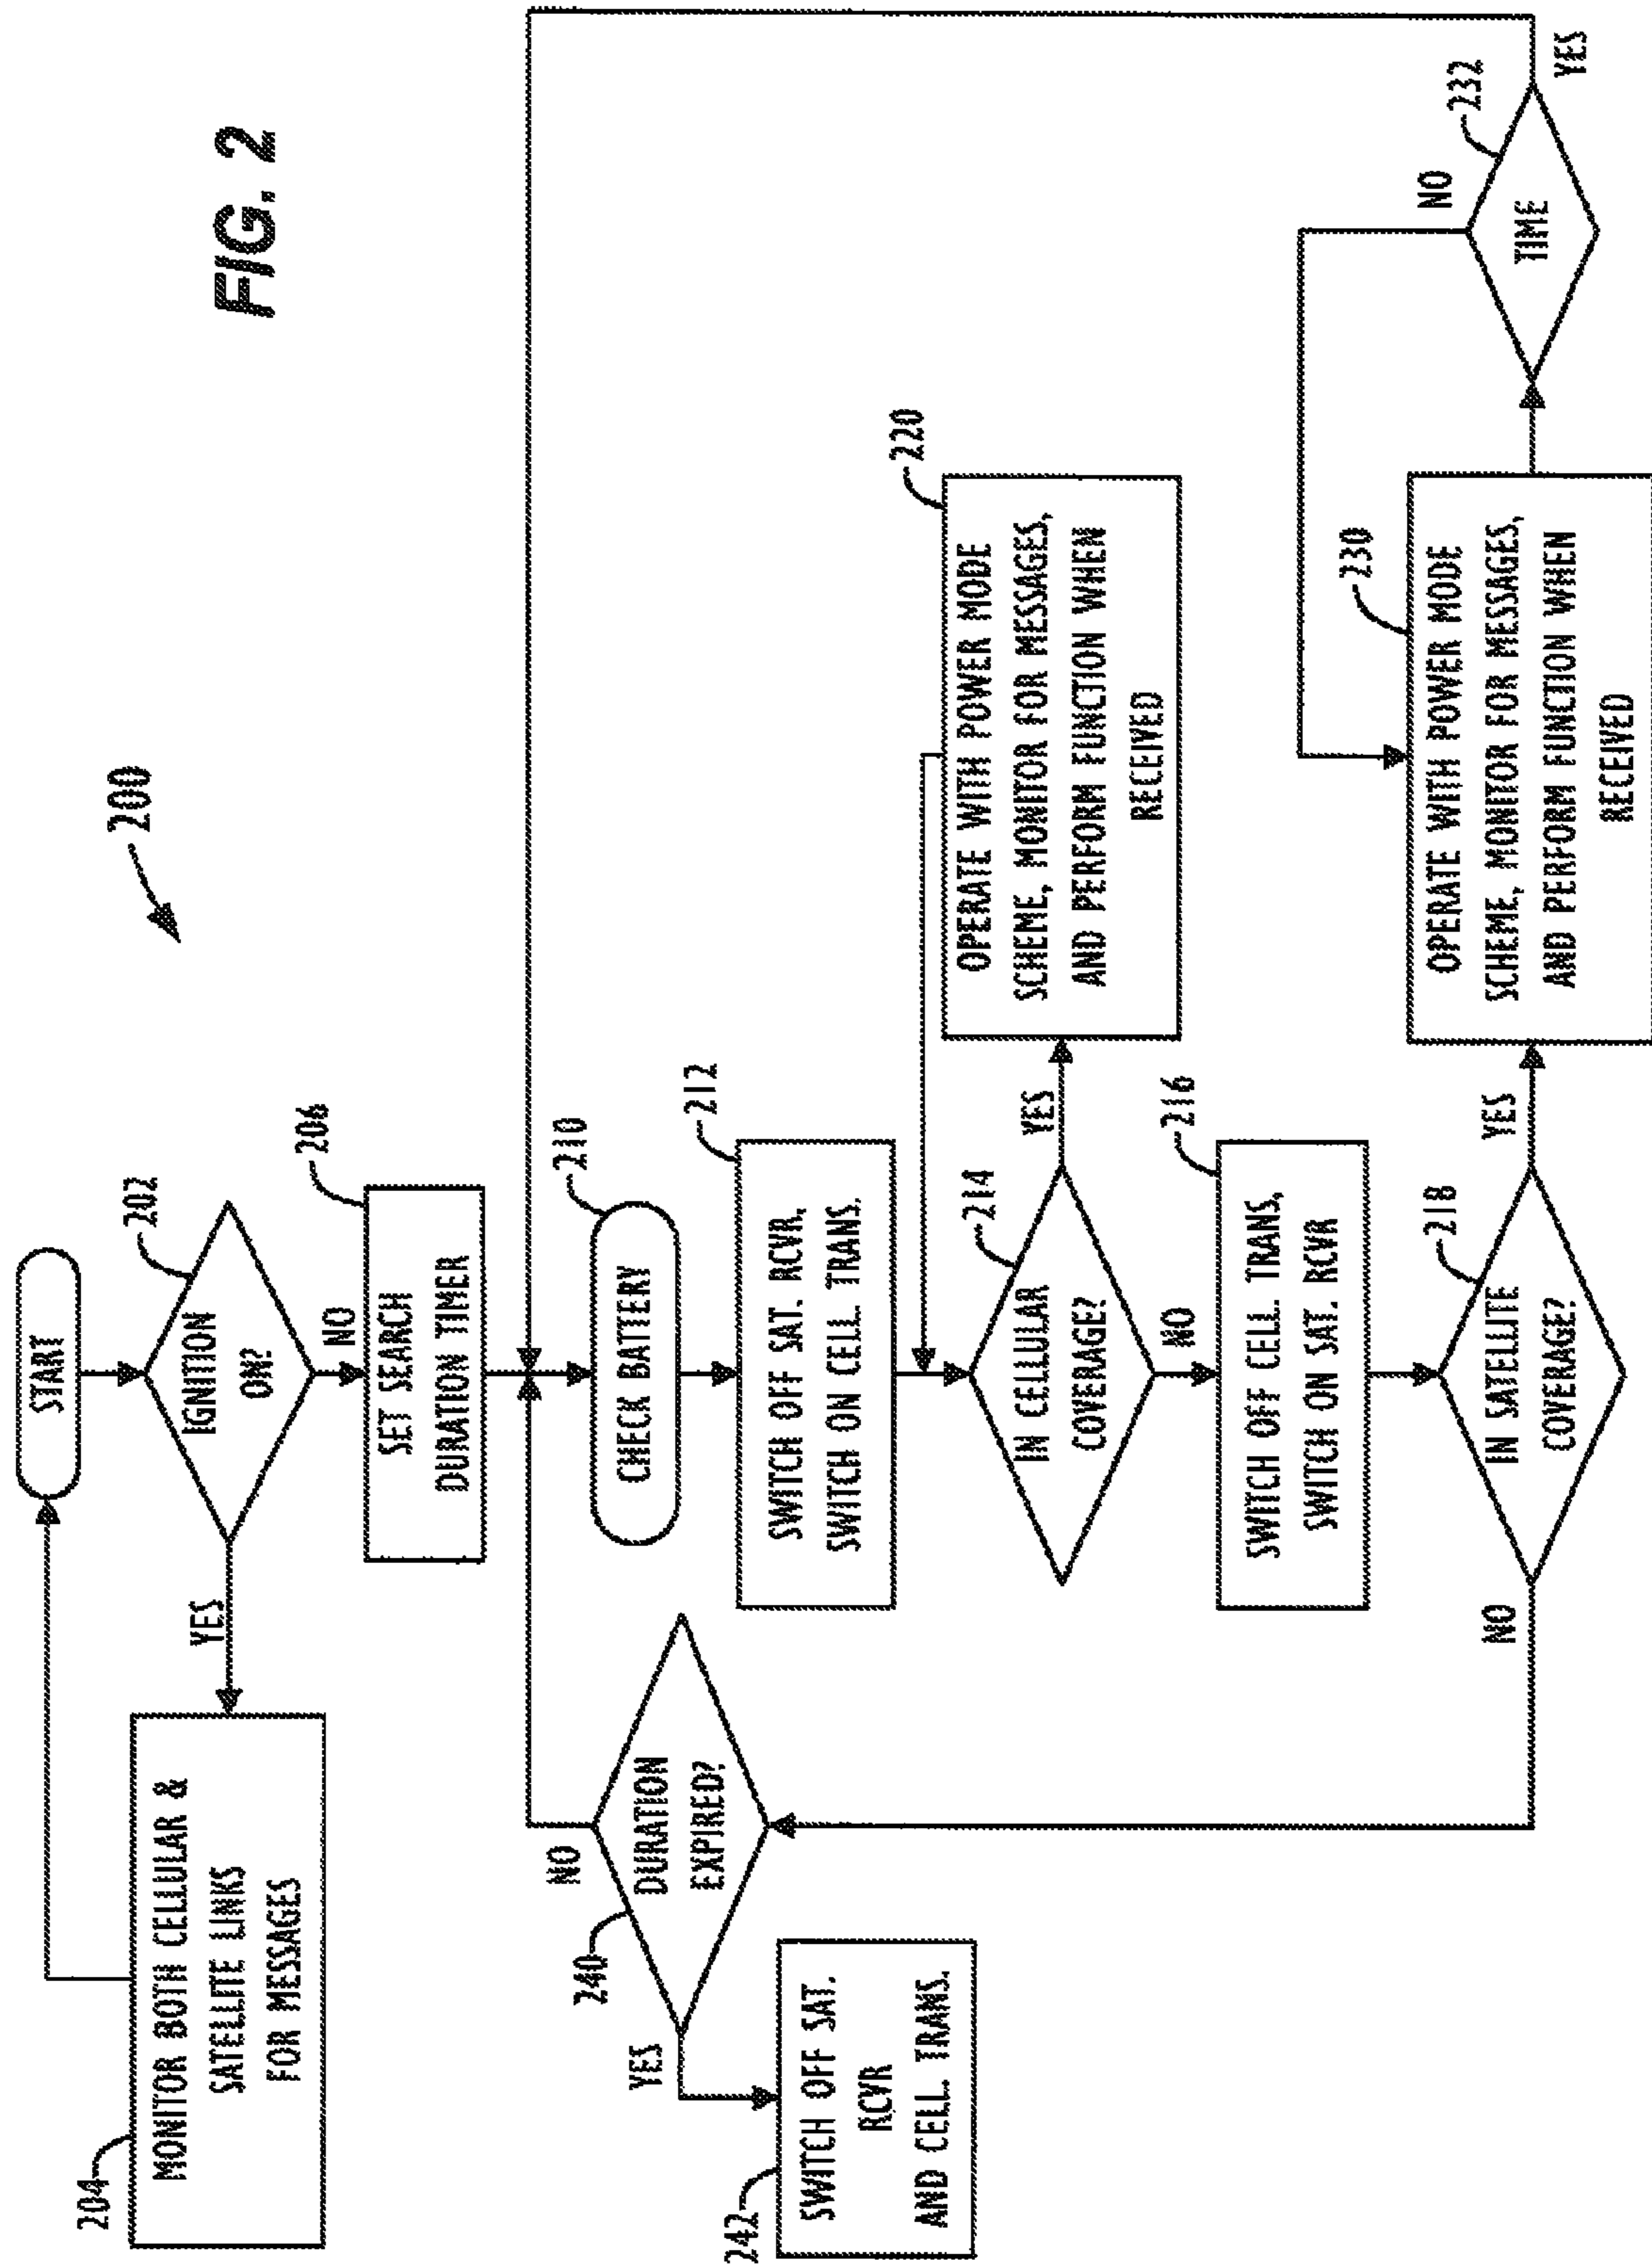 FIG. 2
200
START
202
IGNITION
ON?
YES
NO
204
MONITOR BOTH CELLULAR &
SATELLITE LINKS
FOR MESSAGES
206
SET SEARCH
DURATION TIMER
210
CHECK BATTERY
212
SWITCH OFF SAT. RCVR,
SWITCH ON CELL. TRANS.
214
IN CELLULAR
COVERAGE?
YES
NO
220
OPERATE WITH POWER MODE
SCHEME, MONITOR FOR MESSAGES,
AND PERFORM FUNCTION WHEN
RECEIVED
216
SWITCH OFF CELL. TRANS,
SWITCH ON SAT. RCVR
218
IN SATELLITE
COVERAGE?
YES
NO
230
OPERATE WITH POWER MODE
SCHEME, MONITOR FOR MESSAGES,
AND PERFORM FUNCTION WHEN
RECEIVED
232
TIME
NO
YES
240
DURATION
EXPIRED?
NO
YES
242
SWITCH OFF SAT.
RCVR
AND CELL. TRANS.